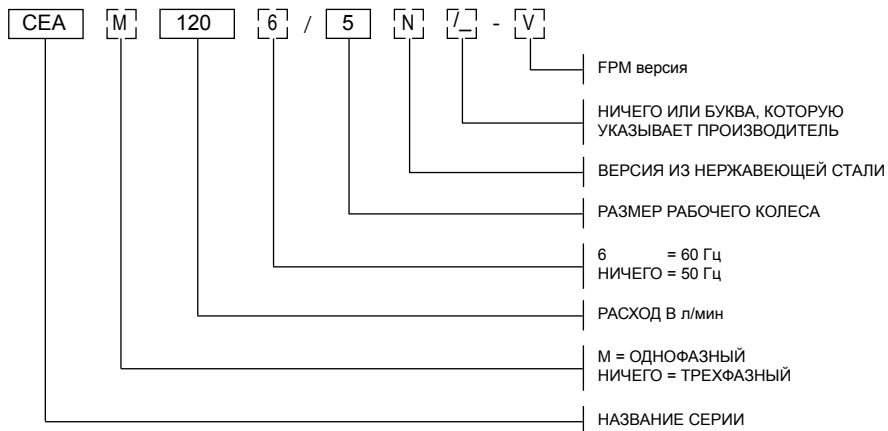 CEA M 120 6 / 5 N /_ - V
FPM версия
НИЧЕГО ИЛИ БУКВА, КОТОРУЮ
УКАЗЫВАЕТ ПРОИЗВОДИТЕЛЬ
ВЕРСИЯ ИЗ НЕРЖАВЕЮЩЕЙ СТАЛИ
РАЗМЕР РАБОЧЕГО КОЛЕСА
6 = 60 Гц
НИЧЕГО = 50 Гц
РАСХОД В л/мин
М = ОДНОФАЗНЫЙ
НИЧЕГО = ТРЕХФАЗНЫЙ
НАЗВАНИЕ СЕРИИ